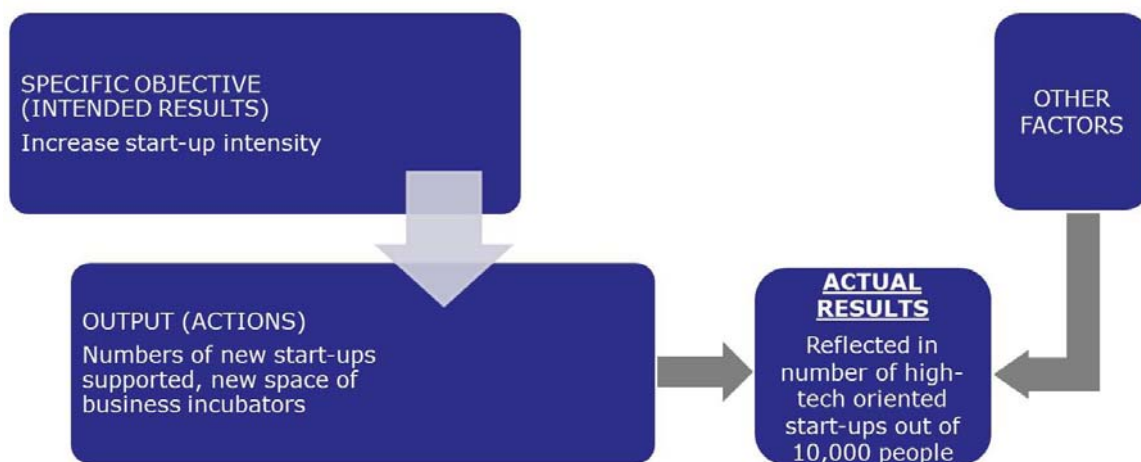 SPECIFIC OBJECTIVE
(INTENDED RESULTS)
Increase start-up intensity
OTHER
FACTORS
OUTPUT (ACTIONS)
Numbers of new start-ups
supported, new space of
business incubators
ACTUAL
RESULTS
Reflected in
number of high-
tech oriented
start-ups out of
10,000 people